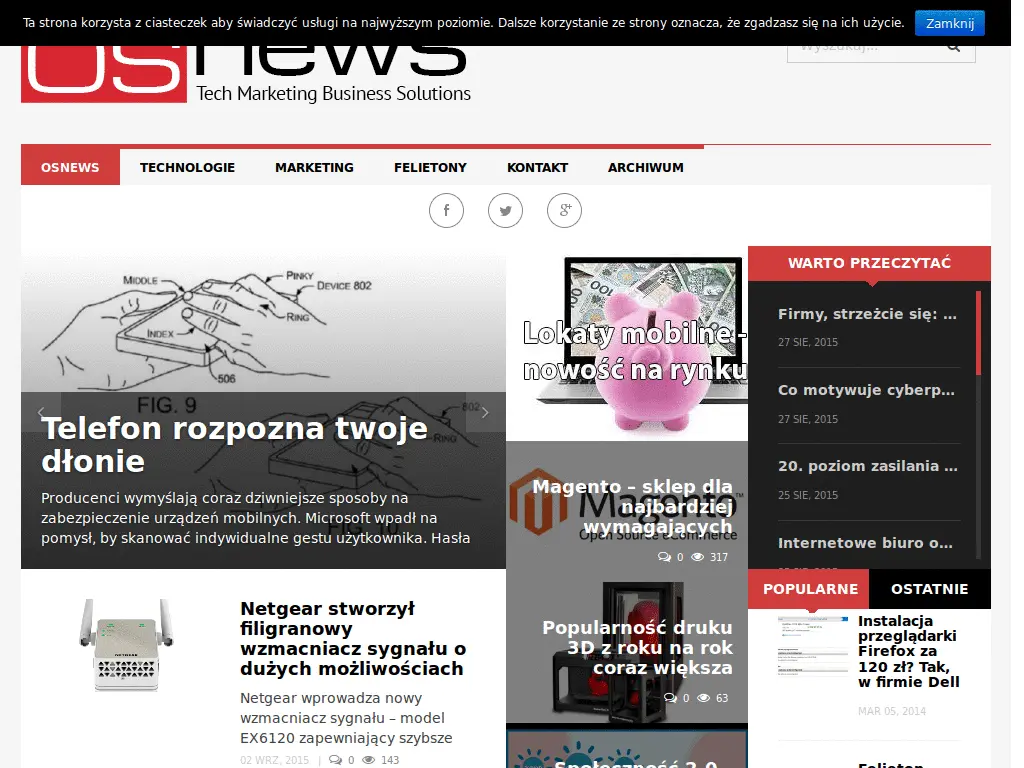 Ta strona korzysta z ciasteczek aby świadczyć usługi na najwyższym poziomie. Dalsze korzystanie ze strony oznacza, że zgadzasz się na ich użycie.
Zamknij
osnews
Wyszukaj...
Tech Marketing Business Solutions
OSNEWS
TECHNOLOGIE
MARKETING
FELIETONY
KONTAKT
ARCHIWUM
MIDDLE
PINKY
DEVICE 802
RING
INDEX
506
FIG. 9
802
RING
FIG. 10
Telefon rozpozna twoje
dłonie
Producenci wymyślają coraz dziwniejsze sposoby na
zabezpieczenie urządzeń mobilnych. Microsoft wpadł na
pomysł, by skanować indywidualne gestu użytkownika. Hasła
Netgear stworzył
filigranowy
wzmacniacz sygnału o
dużych możliwościach
Netgear wprowadza nowy
wzmacniacz sygnału – model
EX6120 zapewniający szybsze
02 WRZ, 2015 | 0 143
Lokaty mobilne -
nowość na rynku
Magento™
Open Source eCommerce
Magento – sklep dla
najbardziej
wymagających
0 317
Popularność druku
3D z roku na rok
coraz większa
0 63
Społeczność 2.0
WARTO PRZECZYTAĆ
Firmy, strzeżcie się: ...
27 SIE, 2015
Co motywuje cyberp...
27 SIE, 2015
20. poziom zasilania ...
25 SIE, 2015
Internetowe biuro o...
POPULARNE
OSTATNIE
Instalacja
przeglądarki
Firefox za
120 zł? Tak,
w firmie Dell
MAR 05, 2014
Felieton